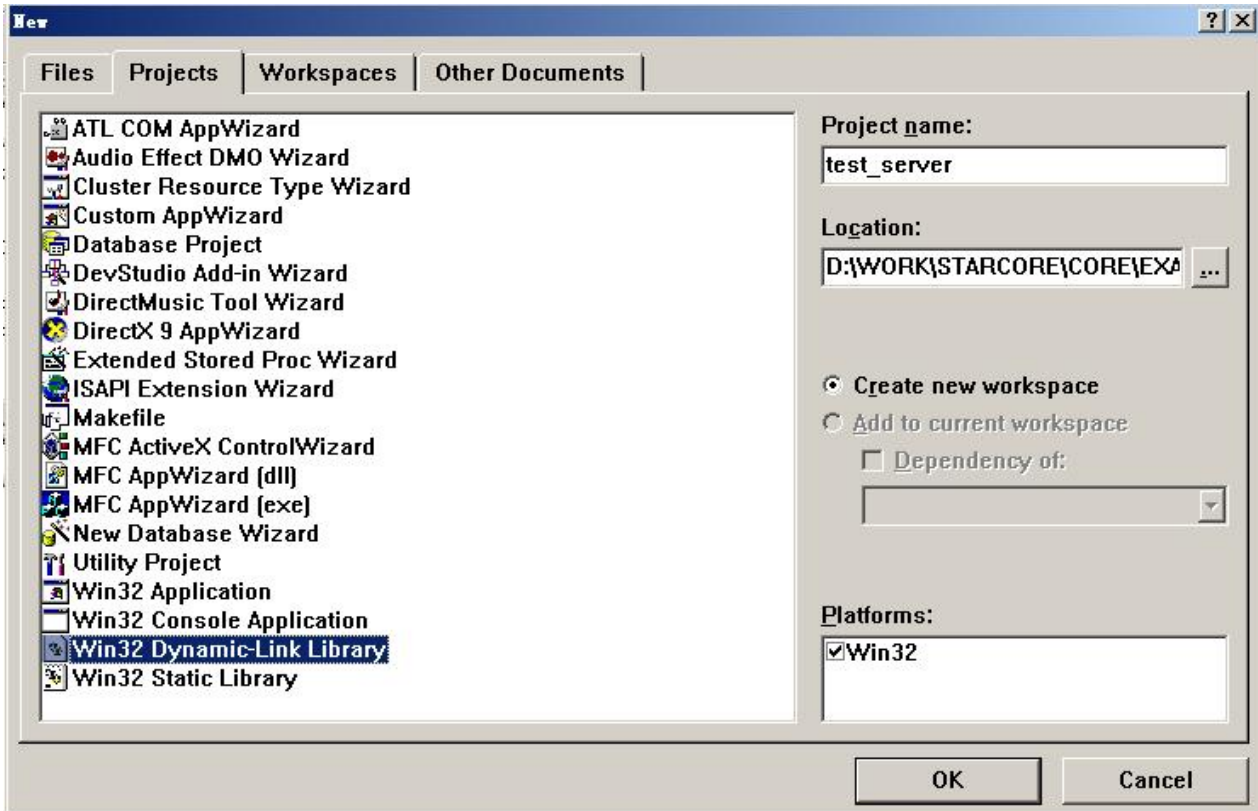 New
Files
Projects
Workspaces
Other Documents
ATL COM AppWizard
Audio Effect DMO Wizard
Cluster Resource Type Wizard
Custom AppWizard
Database Project
DevStudio Add-in Wizard
DirectMusic Tool Wizard
DirectX 9 AppWizard
Extended Stored Proc Wizard
ISAPI Extension Wizard
Makefile
MFC ActiveX ControlWizard
MFC AppWizard (dll)
MFC AppWizard (exe)
New Database Wizard
Utility Project
Win32 Application
Win32 Console Application
Win32 Dynamic-Link Library
Win32 Static Library
Project name:
test_server
Location:
D:\WORK\STARCORE\CORE\EXA
...
Create new workspace
Add to current workspace
Dependency of:
Platforms:
Win32
OK
Cancel